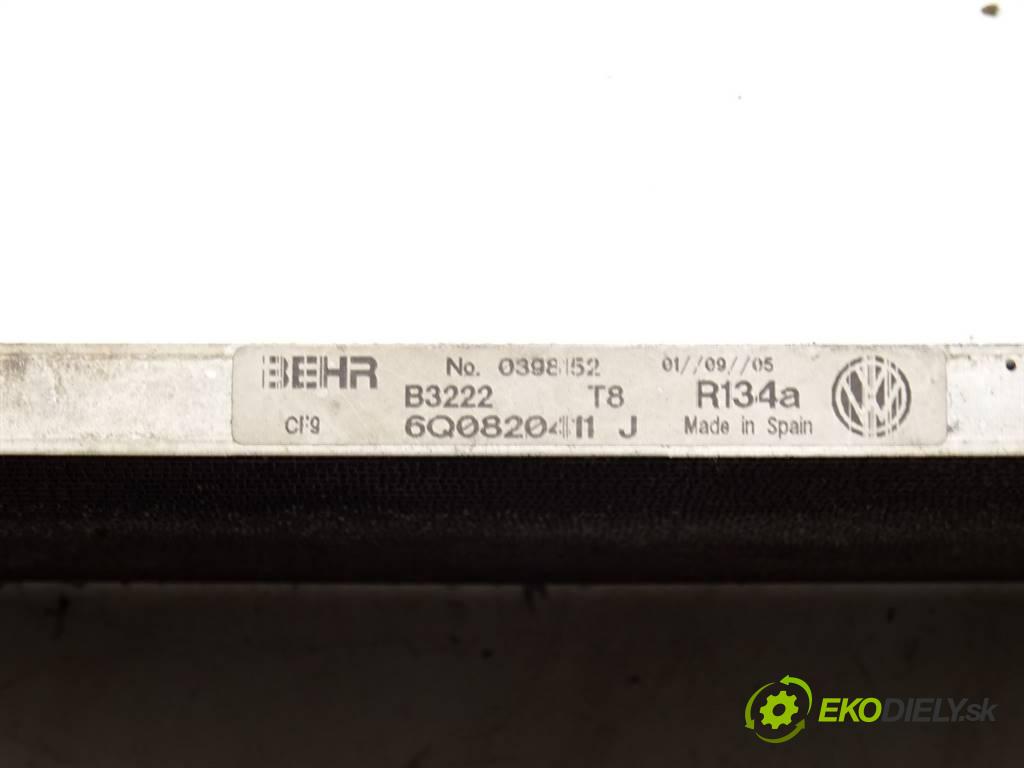 BEHR No. 0398152 01//09//05
B3222 T8 R134a
6Q0820411 J Made in Spain
EKODIELY.sk